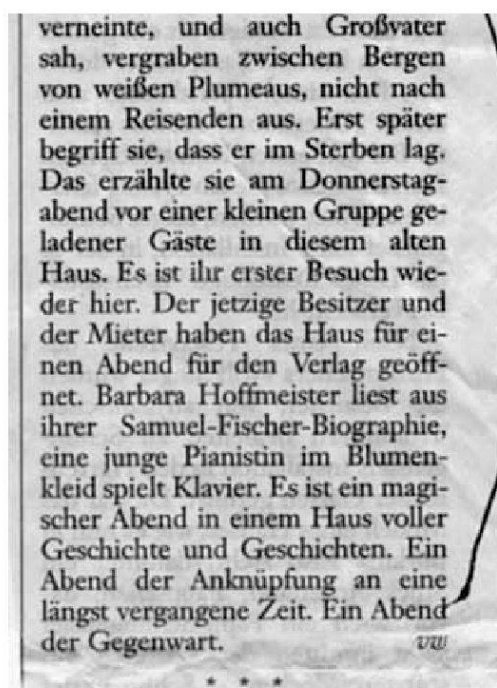 verneinte, und auch Großvater
sah, vergraben zwischen Bergen
von weißen Plumeaus, nicht nach
einem Reisenden aus. Erst später
begriff sie, dass er im Sterben lag.
Das erzählte sie am Donnerstag-
abend vor einer kleinen Gruppe ge-
ladener Gäste in diesem alten
Haus. Es ist ihr erster Besuch wie-
der hier. Der jetzige Besitzer und
der Mieter haben das Haus für ei-
nen Abend für den Verlag geöff-
net. Barbara Hoffmeister liest aus
ihrer Samuel-Fischer-Biographie,
eine junge Pianistin im Blumen-
kleid spielt Klavier. Es ist ein magi-
scher Abend in einem Haus voller
Geschichte und Geschichten. Ein
Abend der Anknüpfung an eine
längst vergangene Zeit. Ein Abend
der Gegenwart. vw
* * *